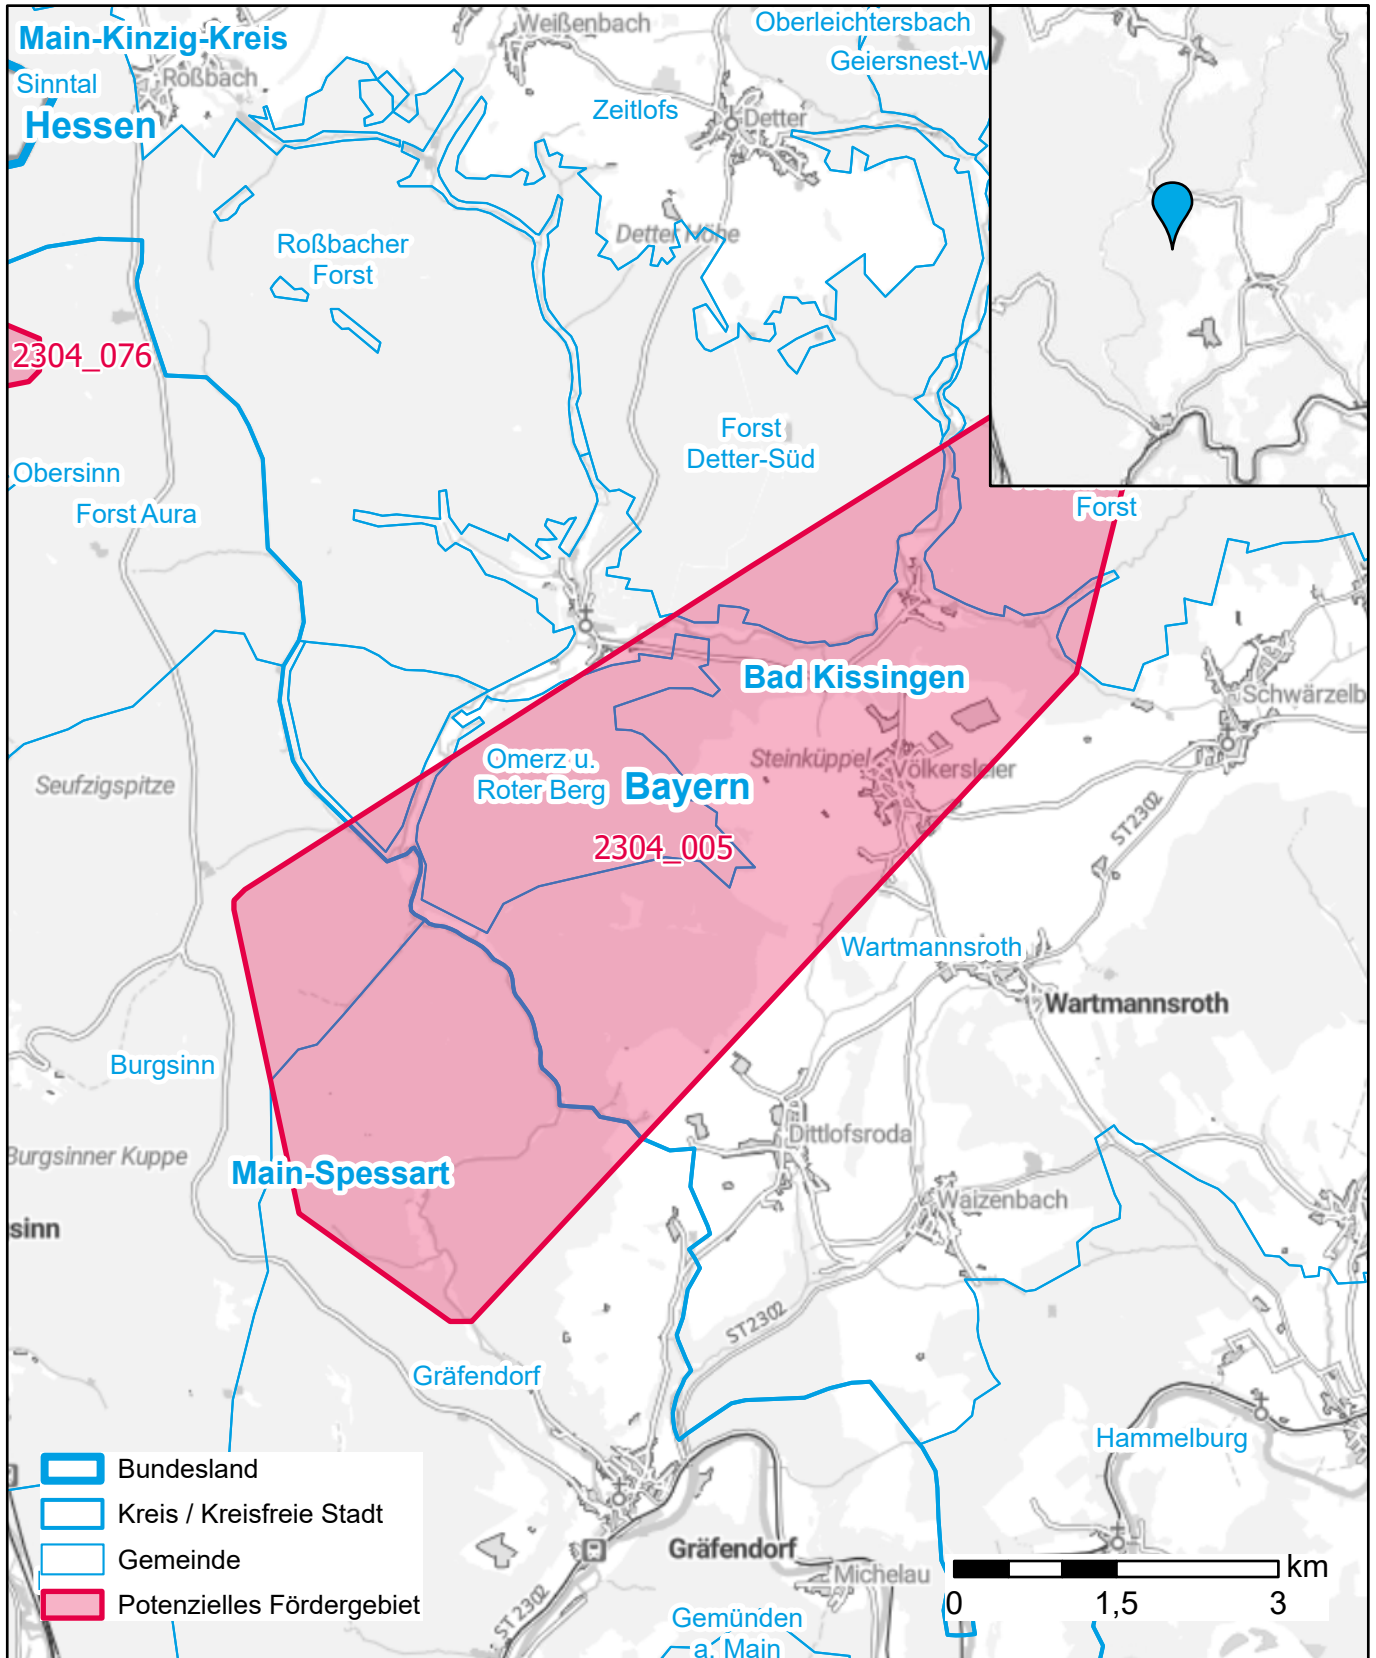 Weißenbach
Oberleichtersbach
Main-Kinzig-Kreis
Geiersnest-W
Sinntal
Roßbach
Zeitlofs
Detter
Hessen
Detter Höhe
Roßbacher
Forst
2304_076
Forst
Detter-Süd
Obersinn
Forst Aura
Forst
Bad Kissingen
Schwärzelb
Seufzigspitze
Omerz u.
Roter Berg
Bayern
Steinküppel
Völkersleier
ST2302
2304_005
Wartmannsroth
Wartmannsroth
Burgsinn
Dittlofsroda
Burgsinner Kuppe
Main-Spessart
Waizenbach
sinn
ST2302
Gräfendorf
Hammelburg
Bundesland
Kreis / Kreisfreie Stadt
Gemeinde
Potenzielles Fördergebiet
Gräfendorf
Michelau
ST 2302
Gemünden
a. Main
km
0
1,5
3